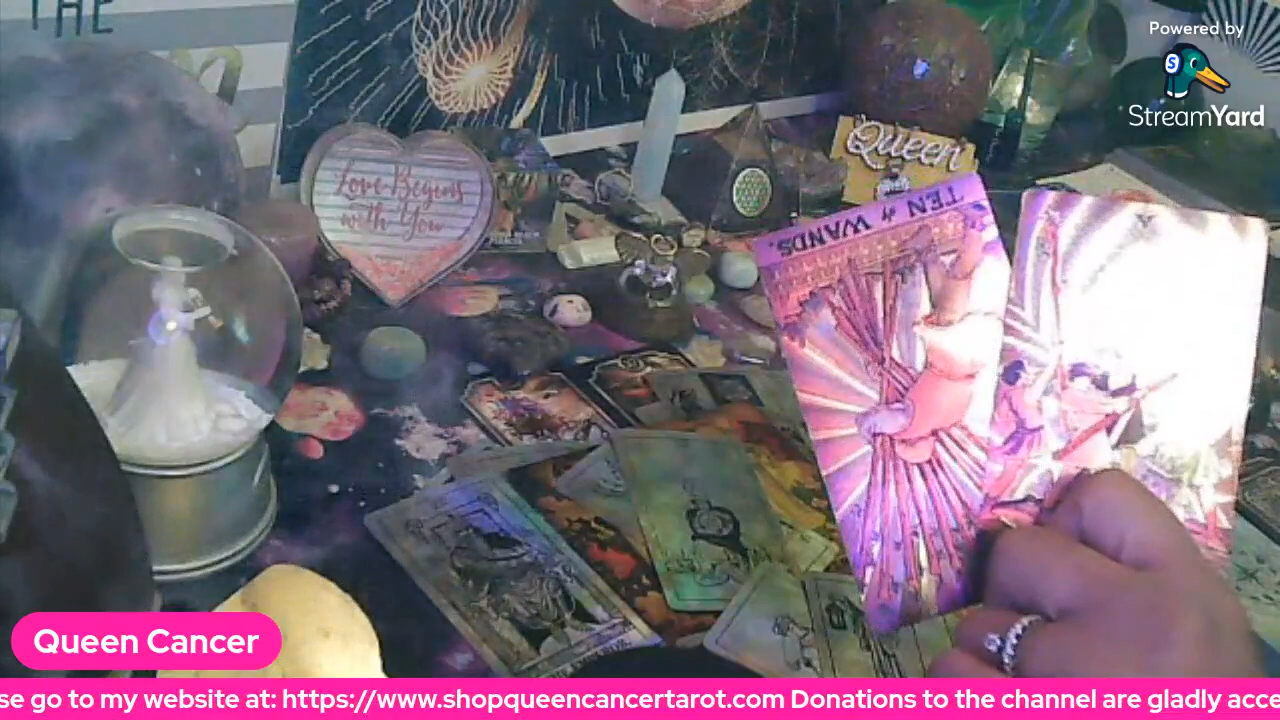 THE
Powered by
StreamYard
Queen
Love Begins
with You
TEN of WANDS.
V
Queen Cancer
se go to my website at: https://www.shopqueencancertarot.com Donations to the channel are gladly acce